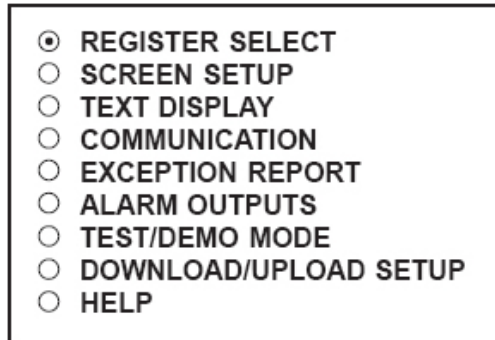 REGISTER SELECT
SCREEN SETUP
TEXT DISPLAY
COMMUNICATION
EXCEPTION REPORT
ALARM OUTPUTS
TEST/DEMO MODE
DOWNLOAD/UPLOAD SETUP
HELP